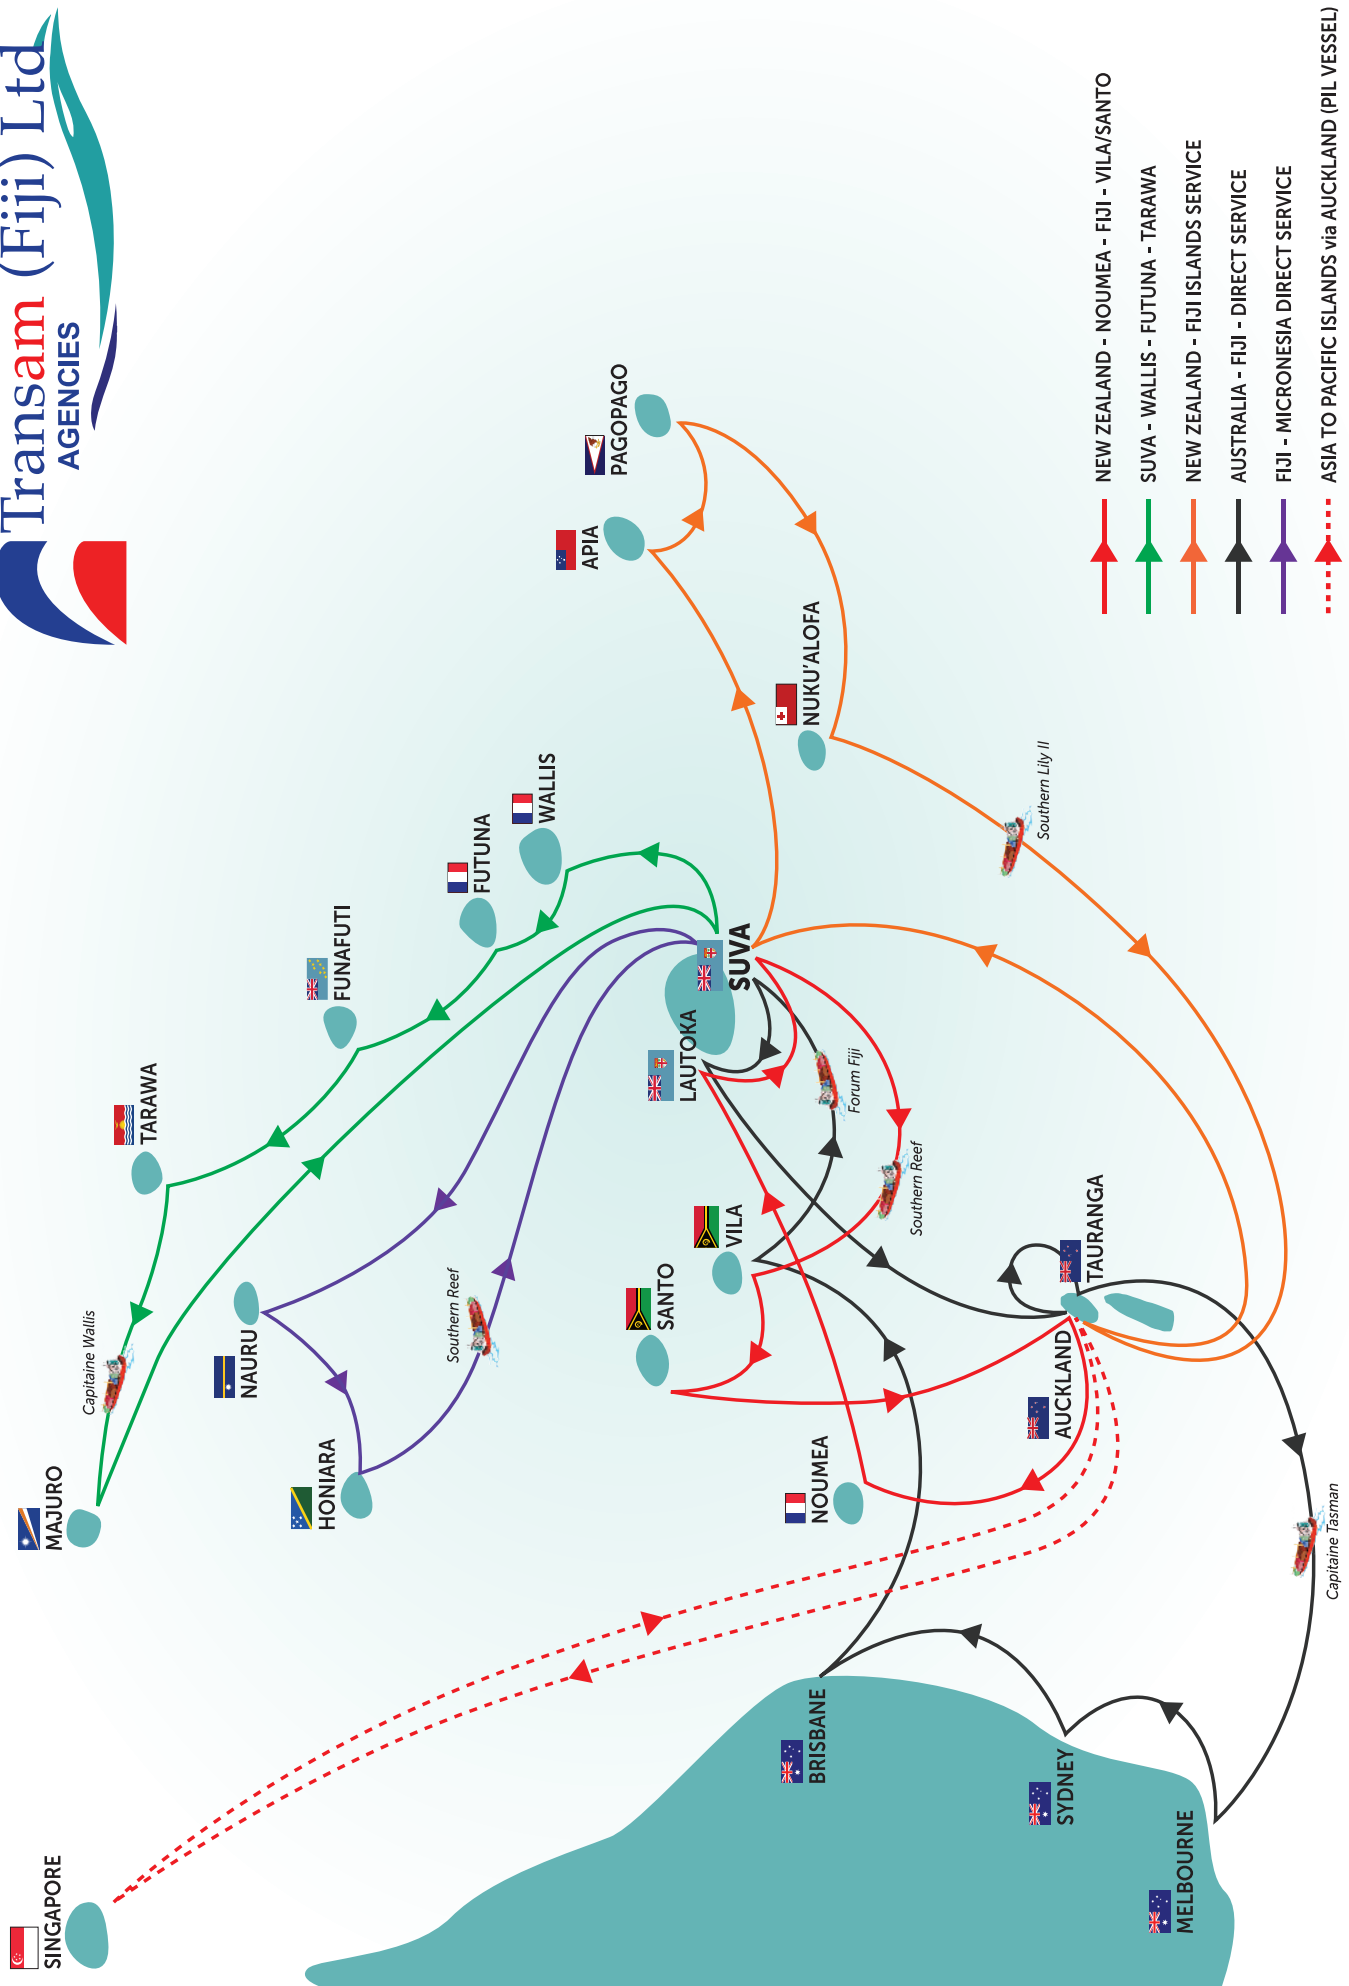 Transam (Fiji) Ltd
AGENCIES
SINGAPORE
MAJURO
Capitaine Wallis
TARAWA
NAURU
HONIARA
FUNAFUTI
FUTUNA
WALLIS
Southern Reef
APIA
PAGOPAGO
SANTO
VILA
LAUTOKA
SUVA
NUKU'ALOFA
BRISBANE
NOUMEA
Forum Fiji
Southern Reef
Southern Lily II
SYDNEY
AUCKLAND
TAURANGA
MELBOURNE
Capitaine Tasman
NEW ZEALAND - NOUMEA - FIJI - VILA/SANTO
SUVA - WALLIS - FUTUNA - TARAWA
NEW ZEALAND - FIJI ISLANDS SERVICE
AUSTRALIA - FIJI - DIRECT SERVICE
FIJI - MICRONESIA DIRECT SERVICE
ASIA TO PACIFIC ISLANDS via AUCKLAND (PIL VESSEL)